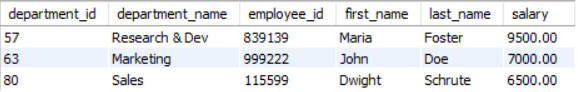 department_id department_name employee_id first_name last_name salary
57 Research & Dev 839139 Maria Foster 9500.00
63 Marketing 999222 John Doe 7000.00
80 Sales 115599 Dwight Schrute 6500.00